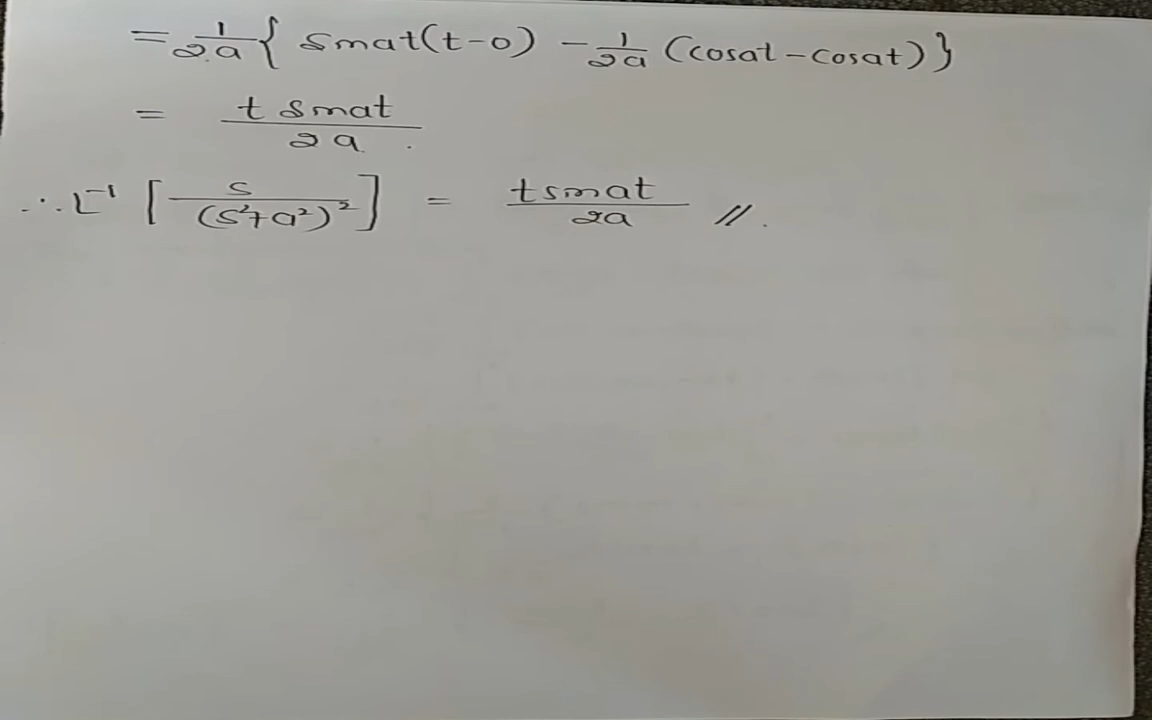 = 1/2a { sinat(t-0) - 1/2a (cosat - cosat) }
= t sinat / 2a .
∴ L⁻¹ [ s / (s²+a²)² ] = t sinat / 2a //.